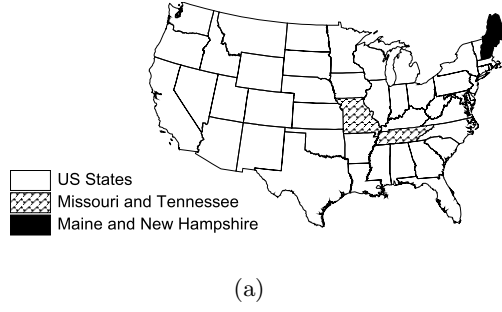 US States
Missouri and Tennessee
Maine and New Hampshire
(a)